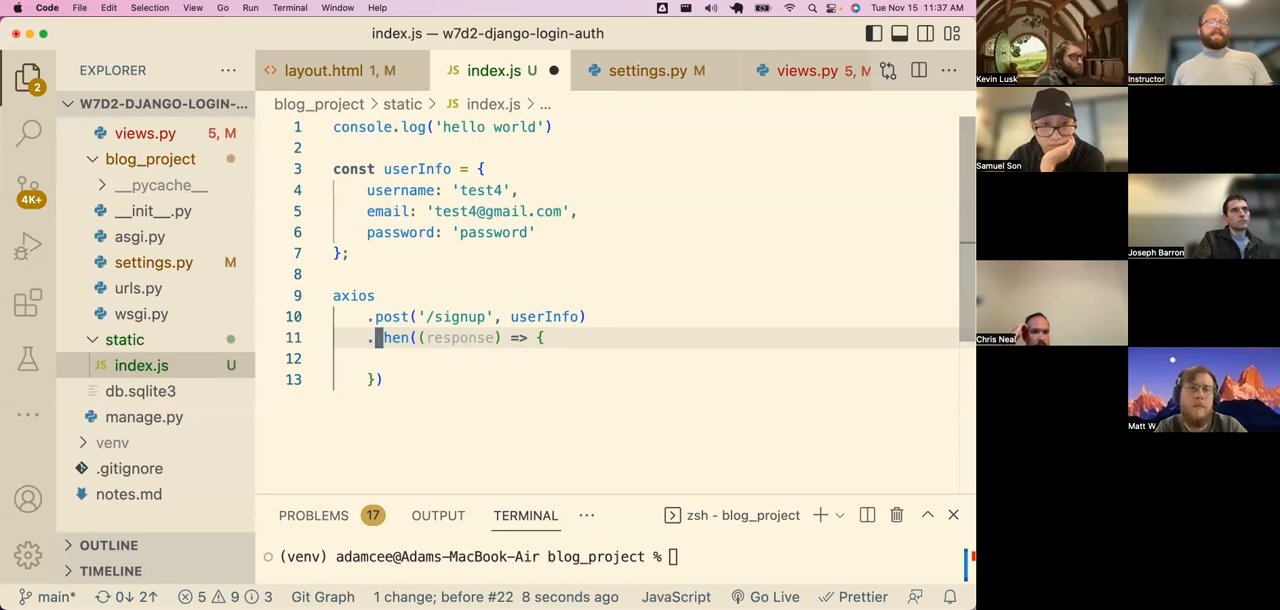 Code File Edit Selection View Go Run Terminal Window Help Tue Nov 15 11:37 AM
index.js — w7d2-django-login-auth
EXPLORER
layout.html 1, M
JS index.js U
settings.py M
views.py 5, M
W7D2-DJANGO-LOGIN-...
blog_project > static > JS index.js > ...
views.py 5, M
blog_project
__pycache__
__init__.py
asgi.py
settings.py M
urls.py
wsgi.py
static
JS index.js U
db.sqlite3
manage.py
venv
.gitignore
notes.md
OUTLINE
TIMELINE
2
4K+
1 console.log('hello world')
2
3 const userInfo = {
4 username: 'test4',
5 email: 'test4@gmail.com',
6 password: 'password'
7 };
8
9 axios
10 .post('/signup', userInfo)
11 .then((response) => {
12
13 })
PROBLEMS 17 OUTPUT TERMINAL zsh - blog_project
(venv) adamcee@Adams-MacBook-Air blog_project %
main* 0↓ 2↑ 5 9 3 Git Graph 1 change; before #22 8 seconds ago JavaScript Go Live Prettier
Kevin Lusk
Instructor
Samuel Son
Joseph Barron
Chris Neal
Matt W